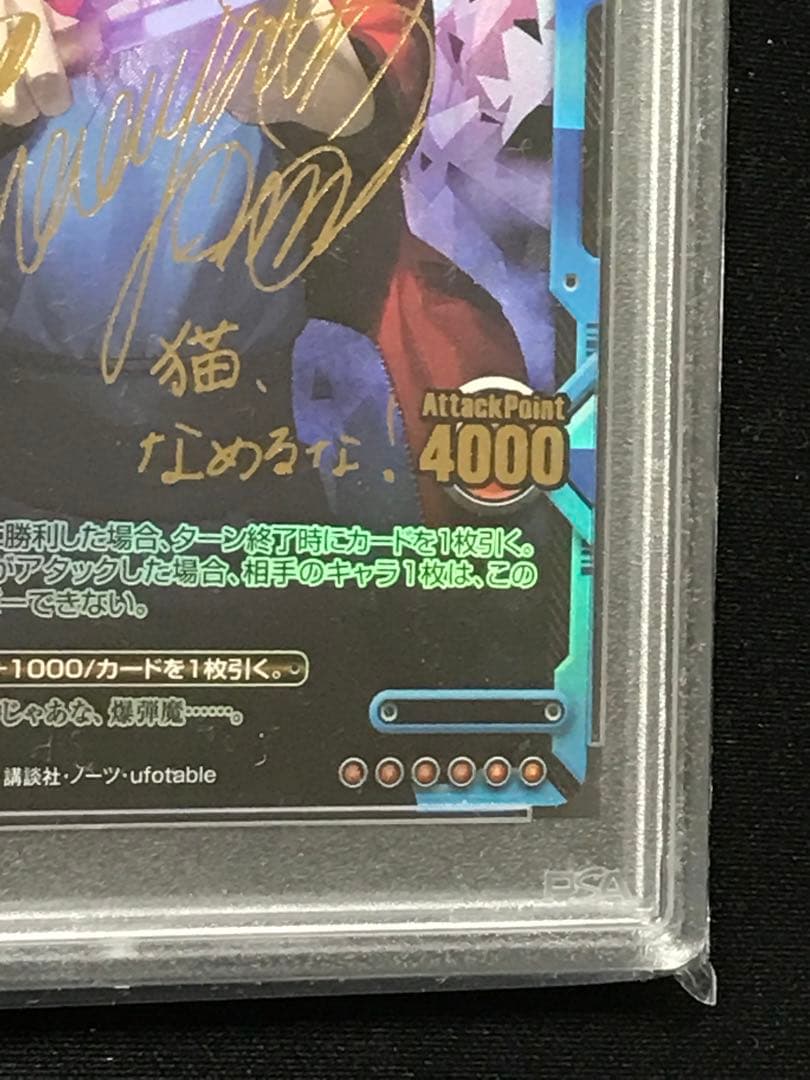 猫、
なめるな!
AttackPoint
4000
勝利した場合、ターン終了時にカードを1枚引く。
がアタックした場合、相手のキャラ1枚は、この
ーできない。
+1000/カードを1枚引く。
じゃあな、爆弾魔……。
講談社・ノーツ・ufotable
PSA